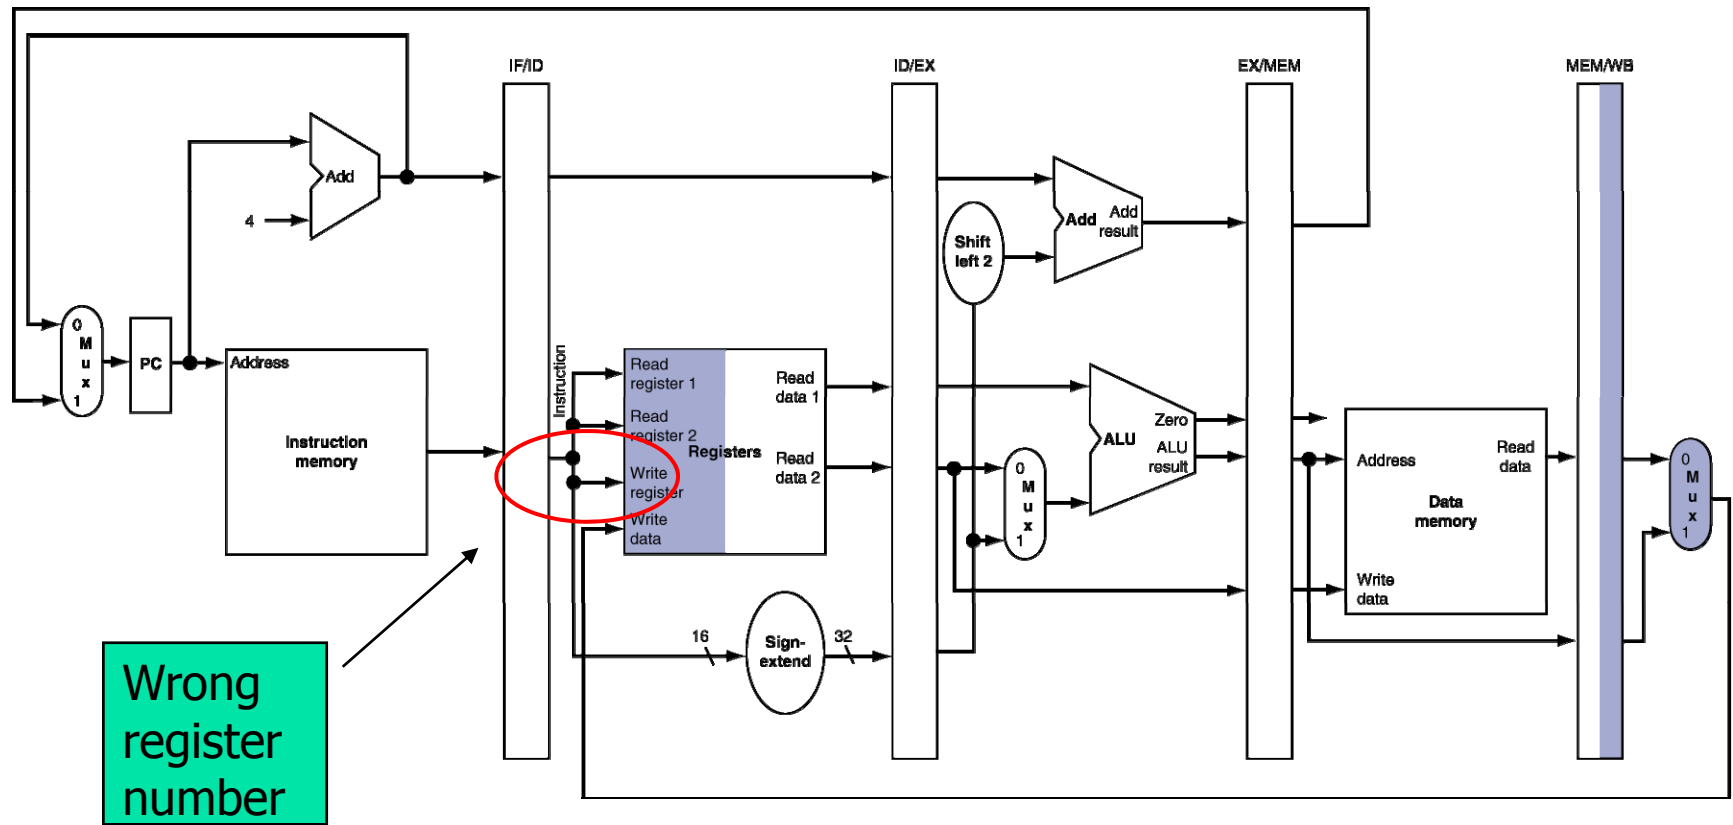 IF/ID
ID/EX
EX/MEM
MEM/WB
Add
4
Add
Add
result
Shift
left 2
0
M
u
x
1
PC
Address
Instruction
memory
Instruction
Read
register 1
Read
register 2
Write
register
Write
data
Registers
Read
data 1
Read
data 2
0
M
u
x
1
ALU
Zero
ALU
result
Address
Read
data
Data
memory
Write
data
0
M
u
x
1
16
Sign-
extend
32
Wrong
register
number